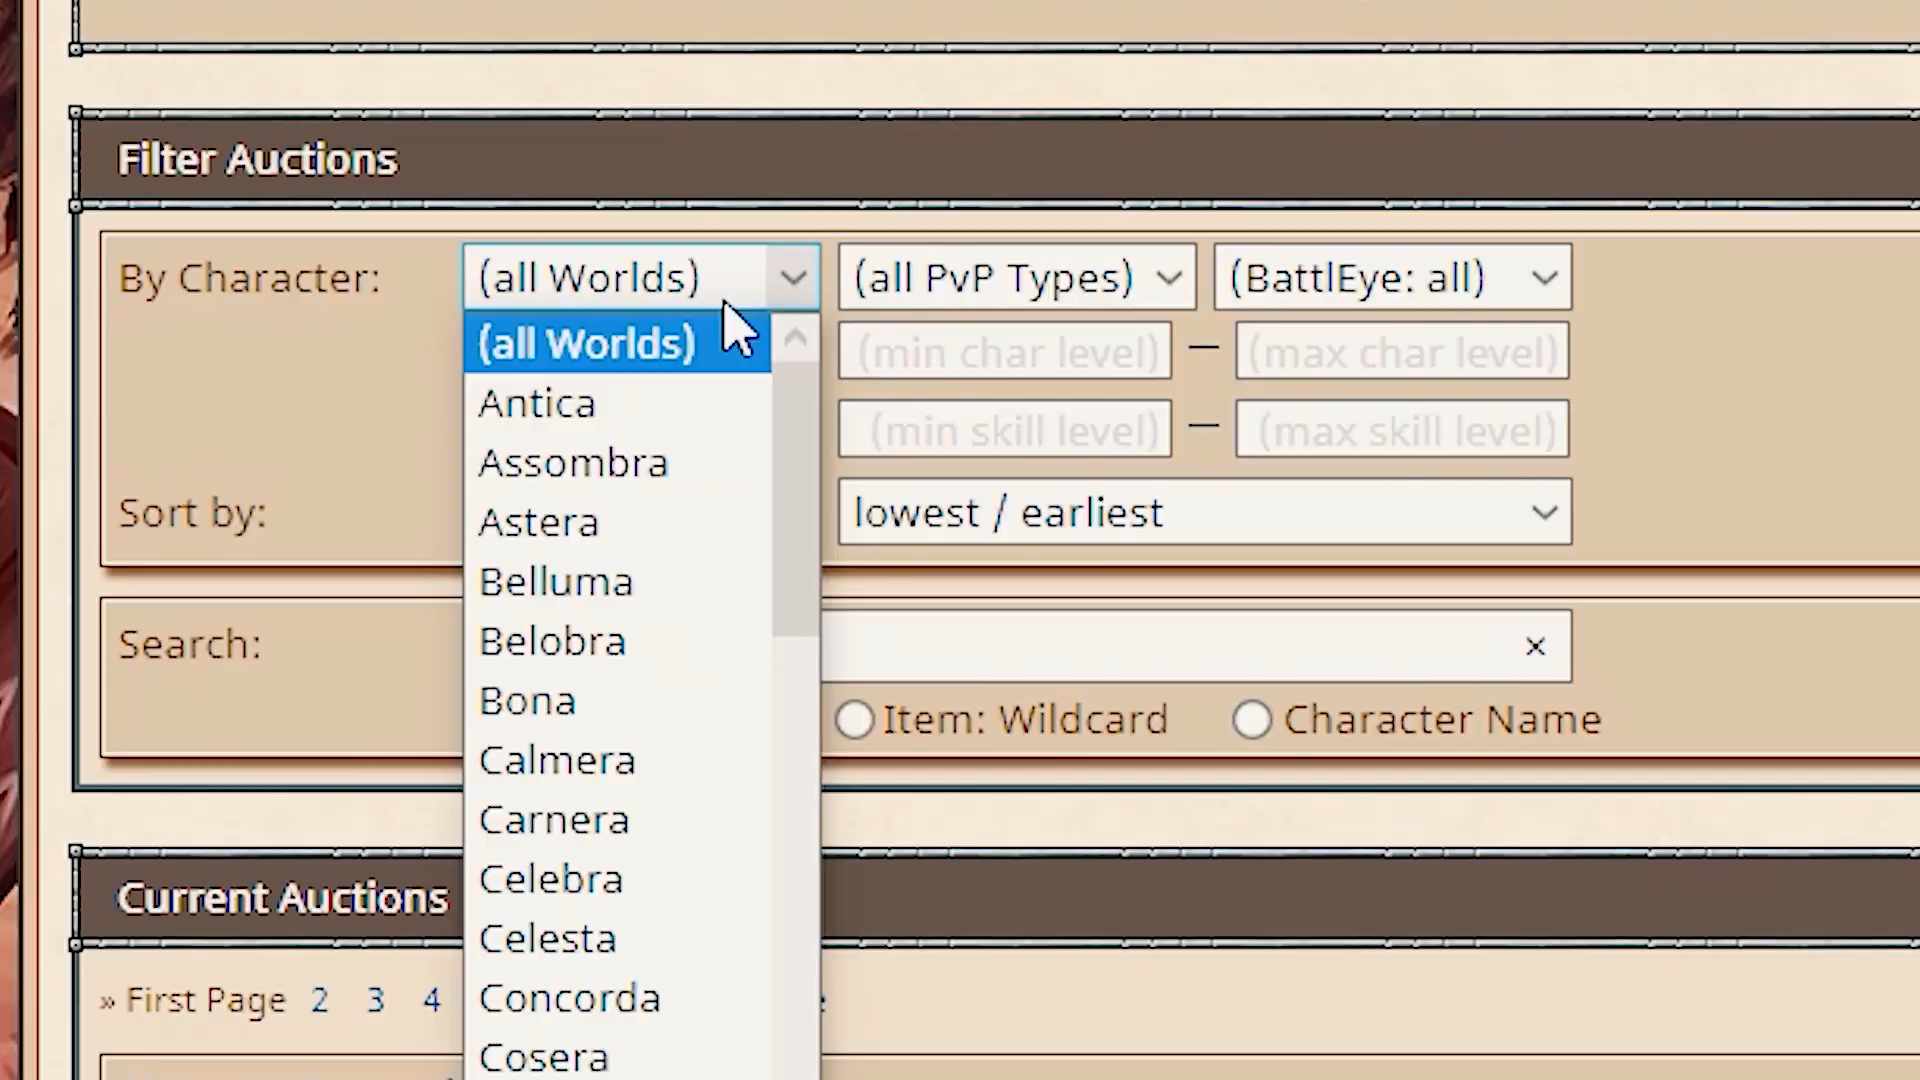 Filter Auctions
By Character: (all Worlds) (all PvP Types) (BattlEye: all)
(all Worlds) (min char level) — (max char level)
Antica
(min skill level) — (max skill level)
Assombra
Sort by: Astera lowest / earliest
Belluma
Search: Belobra ×
Bona Item: Wildcard Character Name
Calmera
Carnera
Celebra
Current Auctions
Celesta
» First Page 2 3 4 Concorda
Cosera